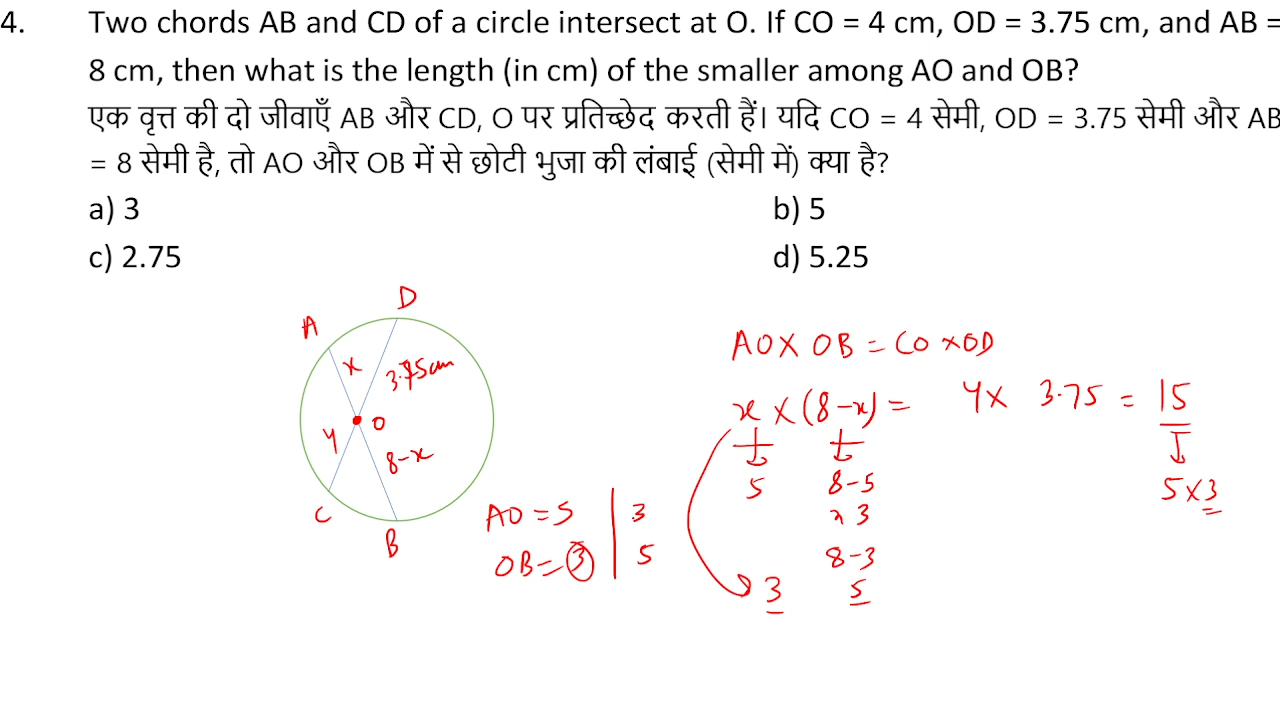 4. Two chords AB and CD of a circle intersect at O. If CO = 4 cm, OD = 3.75 cm, and AB =
8 cm, then what is the length (in cm) of the smaller among AO and OB?
एक वृत्त की दो जीवाएँ AB और CD, O पर प्रतिच्छेद करती हैं। यदि CO = 4 सेमी, OD = 3.75 सेमी और AB
= 8 सेमी है, तो AO और OB में से छोटी भुजा की लंबाई (सेमी में) क्या है?
a) 3 b) 5
c) 2.75 d) 5.25
D
A
x 3.75cm
O
4
8-x
C
B
AO = 5 | 3
OB = 3 | 5
AO X OB = CO X OD
x X (8-x) = 4 X 3.75 = 15
5 8-5 5 X 3
3
8-3
3 5